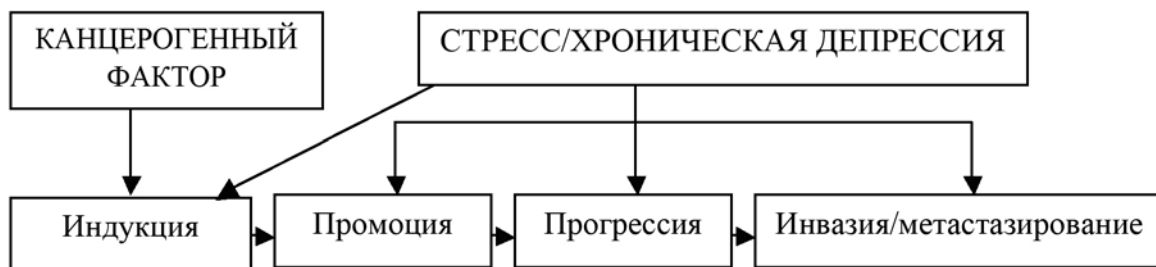 КАНЦЕРОГЕННЫЙ
ФАКТОР
СТРЕСС/ХРОНИЧЕСКАЯ ДЕПРЕССИЯ
Индукция
Промоция
Прогрессия
Инвазия/метастазирование